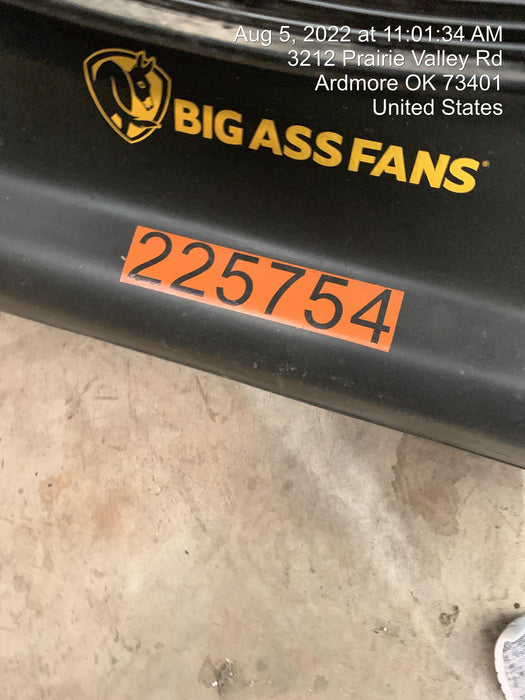 Aug 5, 2022 at 11:01:34 AM
3212 Prairie Valley Rd
Ardmore OK 73401
United States
BIG ASS FANS®
225754